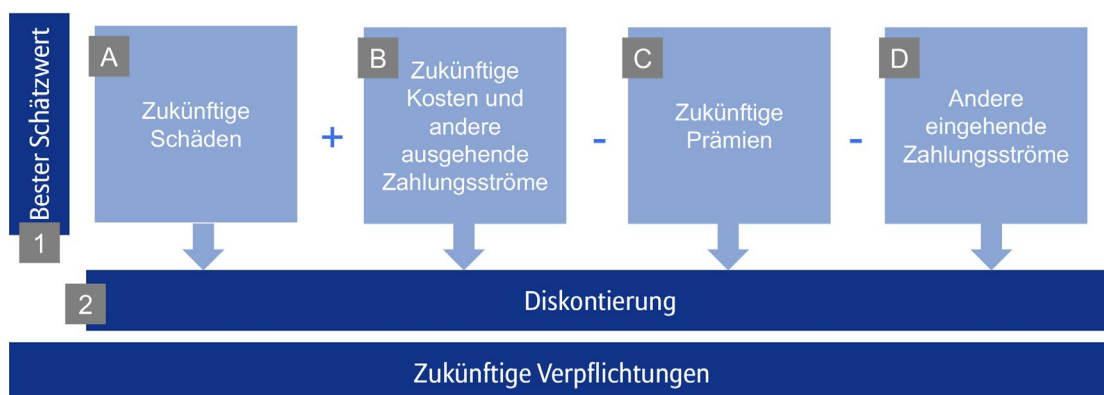 Bester Schätzwert
1
A
Zukünftige
Schäden
+
B
Zukünftige
Kosten und
andere
ausgehende
Zahlungsströme
-
C
Zukünftige
Prämien
-
D
Andere
eingehende
Zahlungsströme
2
Diskontierung
Zukünftige Verpflichtungen